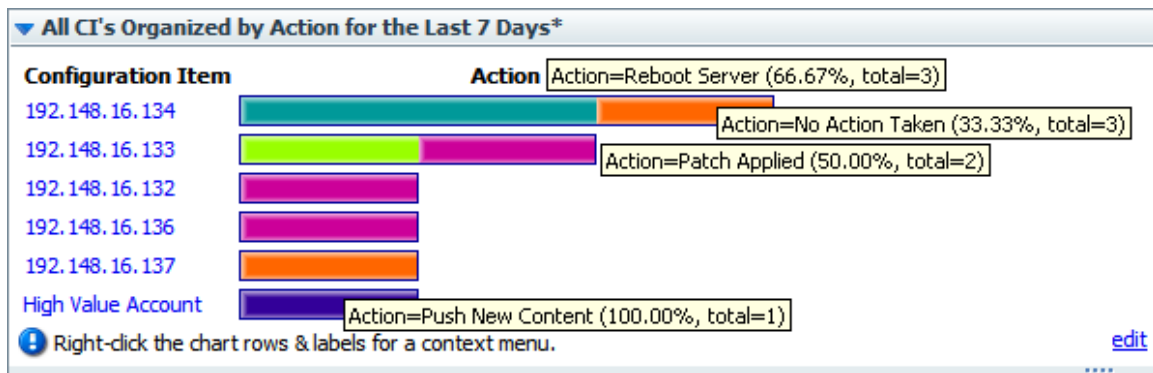 All CI's Organized by Action for the Last 7 Days*
Configuration Item Action Action=Reboot Server (66.67%, total=3)
192.148.16.134
Action=No Action Taken (33.33%, total=3)
192.148.16.133
Action=Patch Applied (50.00%, total=2)
192.148.16.132
192.148.16.136
192.148.16.137
High Value Account
Action=Push New Content (100.00%, total=1)
Right-click the chart rows & labels for a context menu. edit